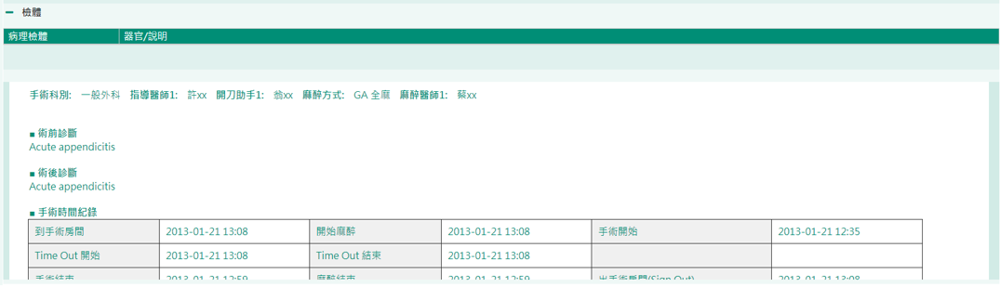 檢體
病理檢體 器官/說明
手術科別: 一般外科 指導醫師1: 許xx 開刀助手1: 翁xx 麻醉方式: GA 全麻 麻醉醫師1: 蔡xx
■ 術前診斷
Acute appendicitis
■ 術後診斷
Acute appendicitis
■ 手術時間紀錄
到手術房間 2013-01-21 13:08 開始麻醉 2013-01-21 13:08 手術開始 2013-01-21 12:35
Time Out 開始 2013-01-21 13:08 Time Out 結束 2013-01-21 13:08
手術結束 2013-01-21 12:59 麻醉結束 2013-01-21 12:59 出手術房間(Sign Out) 2013-01-21 13:08